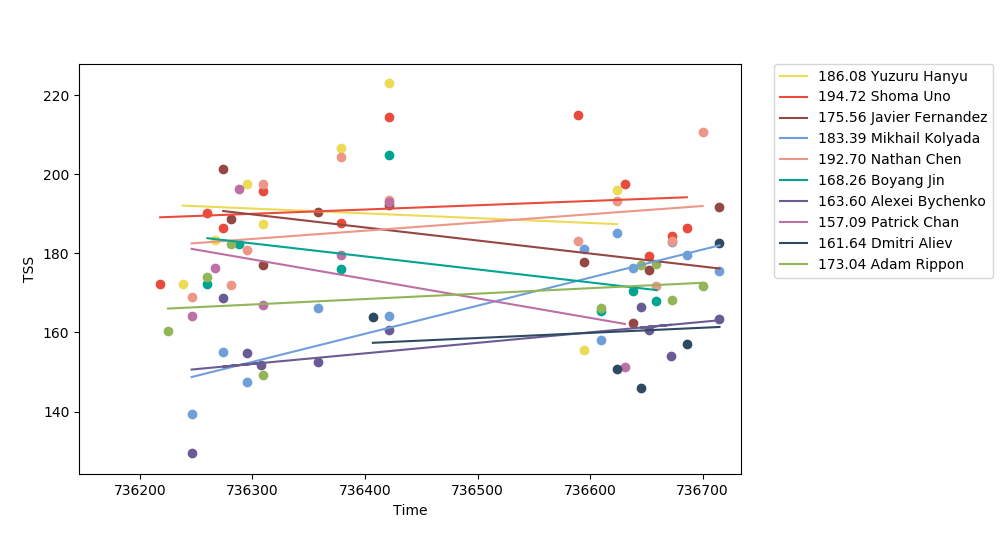 186.08 Yuzuru Hanyu
194.72 Shoma Uno
175.56 Javier Fernandez
183.39 Mikhail Kolyada
192.70 Nathan Chen
168.26 Boyang Jin
163.60 Alexei Bychenko
157.09 Patrick Chan
161.64 Dmitri Aliev
173.04 Adam Rippon
220
200
180
160
140
TSS
736200 736300 736400 736500 736600 736700
Time